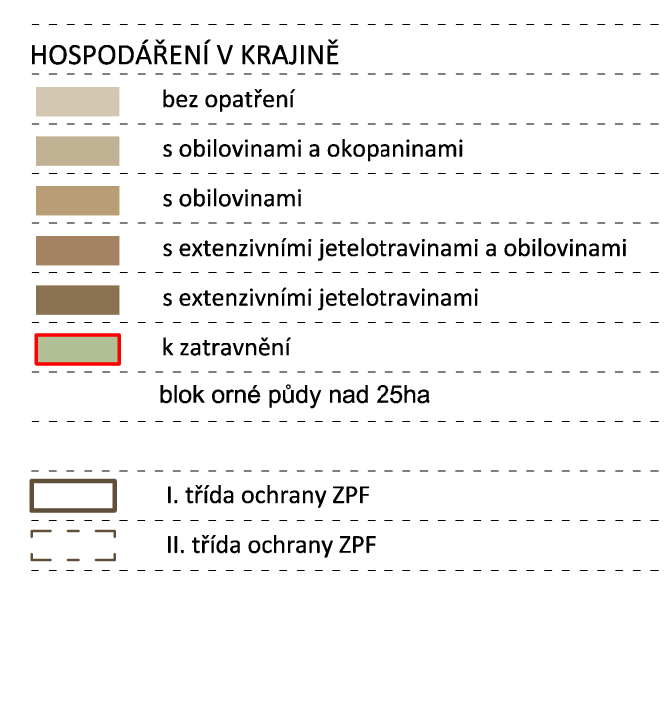 HOSPODÁŘENÍ V KRAJINĚ
bez opatření
s obilovinami a okopaninami
s obilovinami
s extenzivními jetelotravinami a obilovinami
s extenzivními jetelotravinami
k zatravnění
blok orné půdy nad 25ha
I. třída ochrany ZPF
II. třída ochrany ZPF